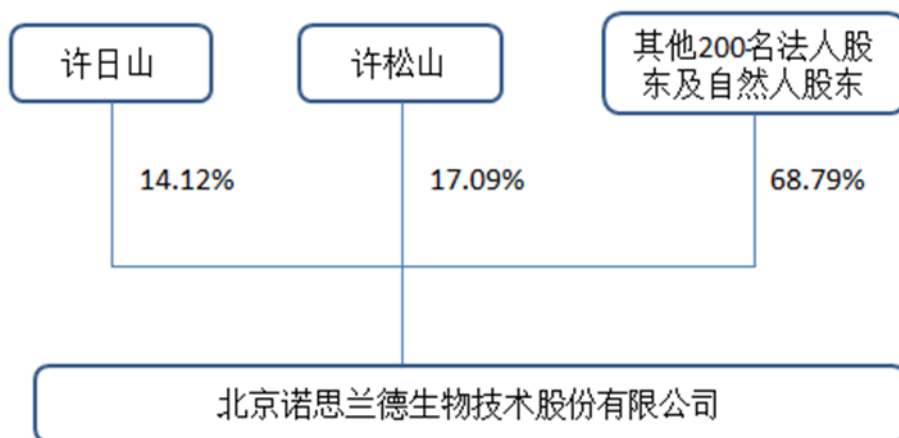 许日山
许松山
其他200名法人股
东及自然人股东
14.12%
17.09%
68.79%
北京诺思兰德生物技术股份有限公司